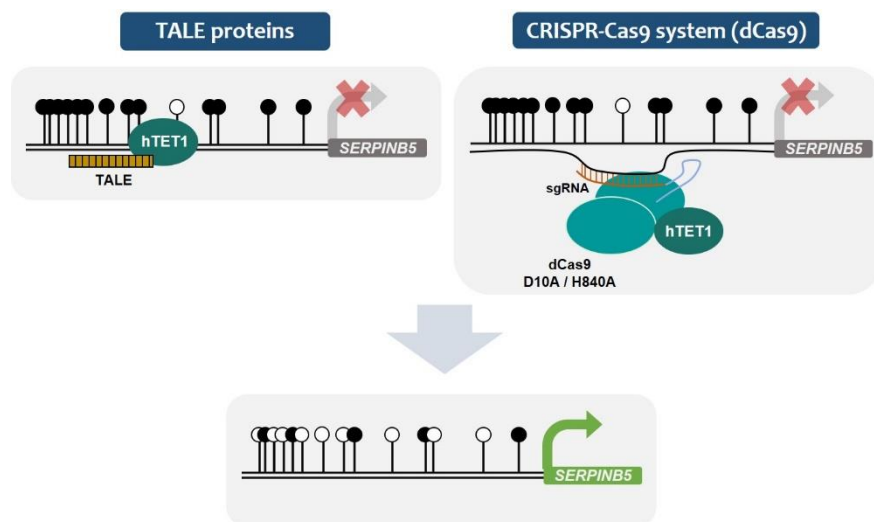 TALE proteins
CRISPR-Cas9 system (dCas9)
hTET1
SERPINB5
TALE
SERPINB5
sgRNA
hTET1
dCas9
D10A / H840A
SERPINB5